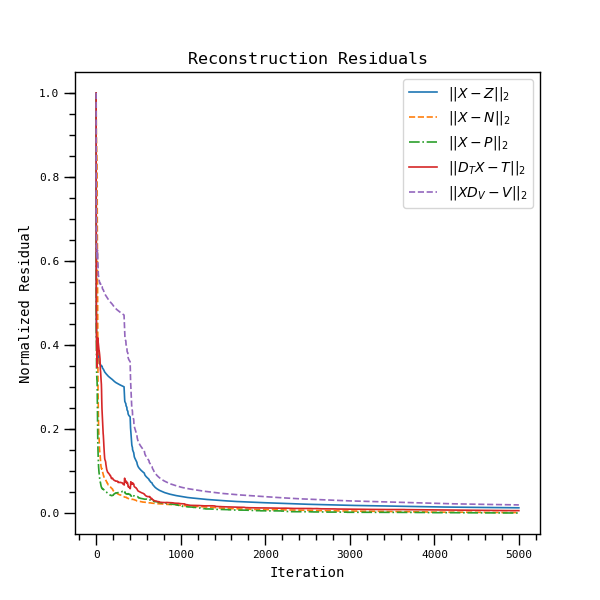 Reconstruction Residuals
1.0
0.8
0.6
0.4
0.2
0.0
Normalized Residual
||X − Z||₂
||X − N||₂
||X − P||₂
||D_T X − T||₂
||XD_V − V||₂
0 1000 2000 3000 4000 5000
Iteration